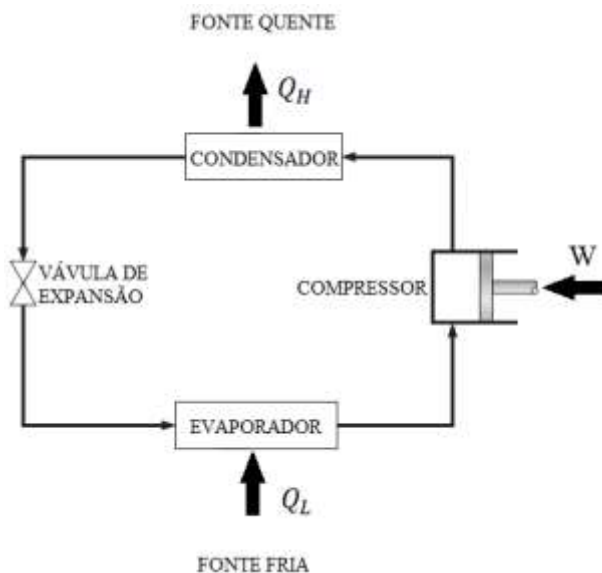 FONTE QUENTE
Q_H
CONDENSADOR
VÁVULA DE
EXPANSÃO
COMPRESSOR
W
EVAPORADOR
Q_L
FONTE FRIA